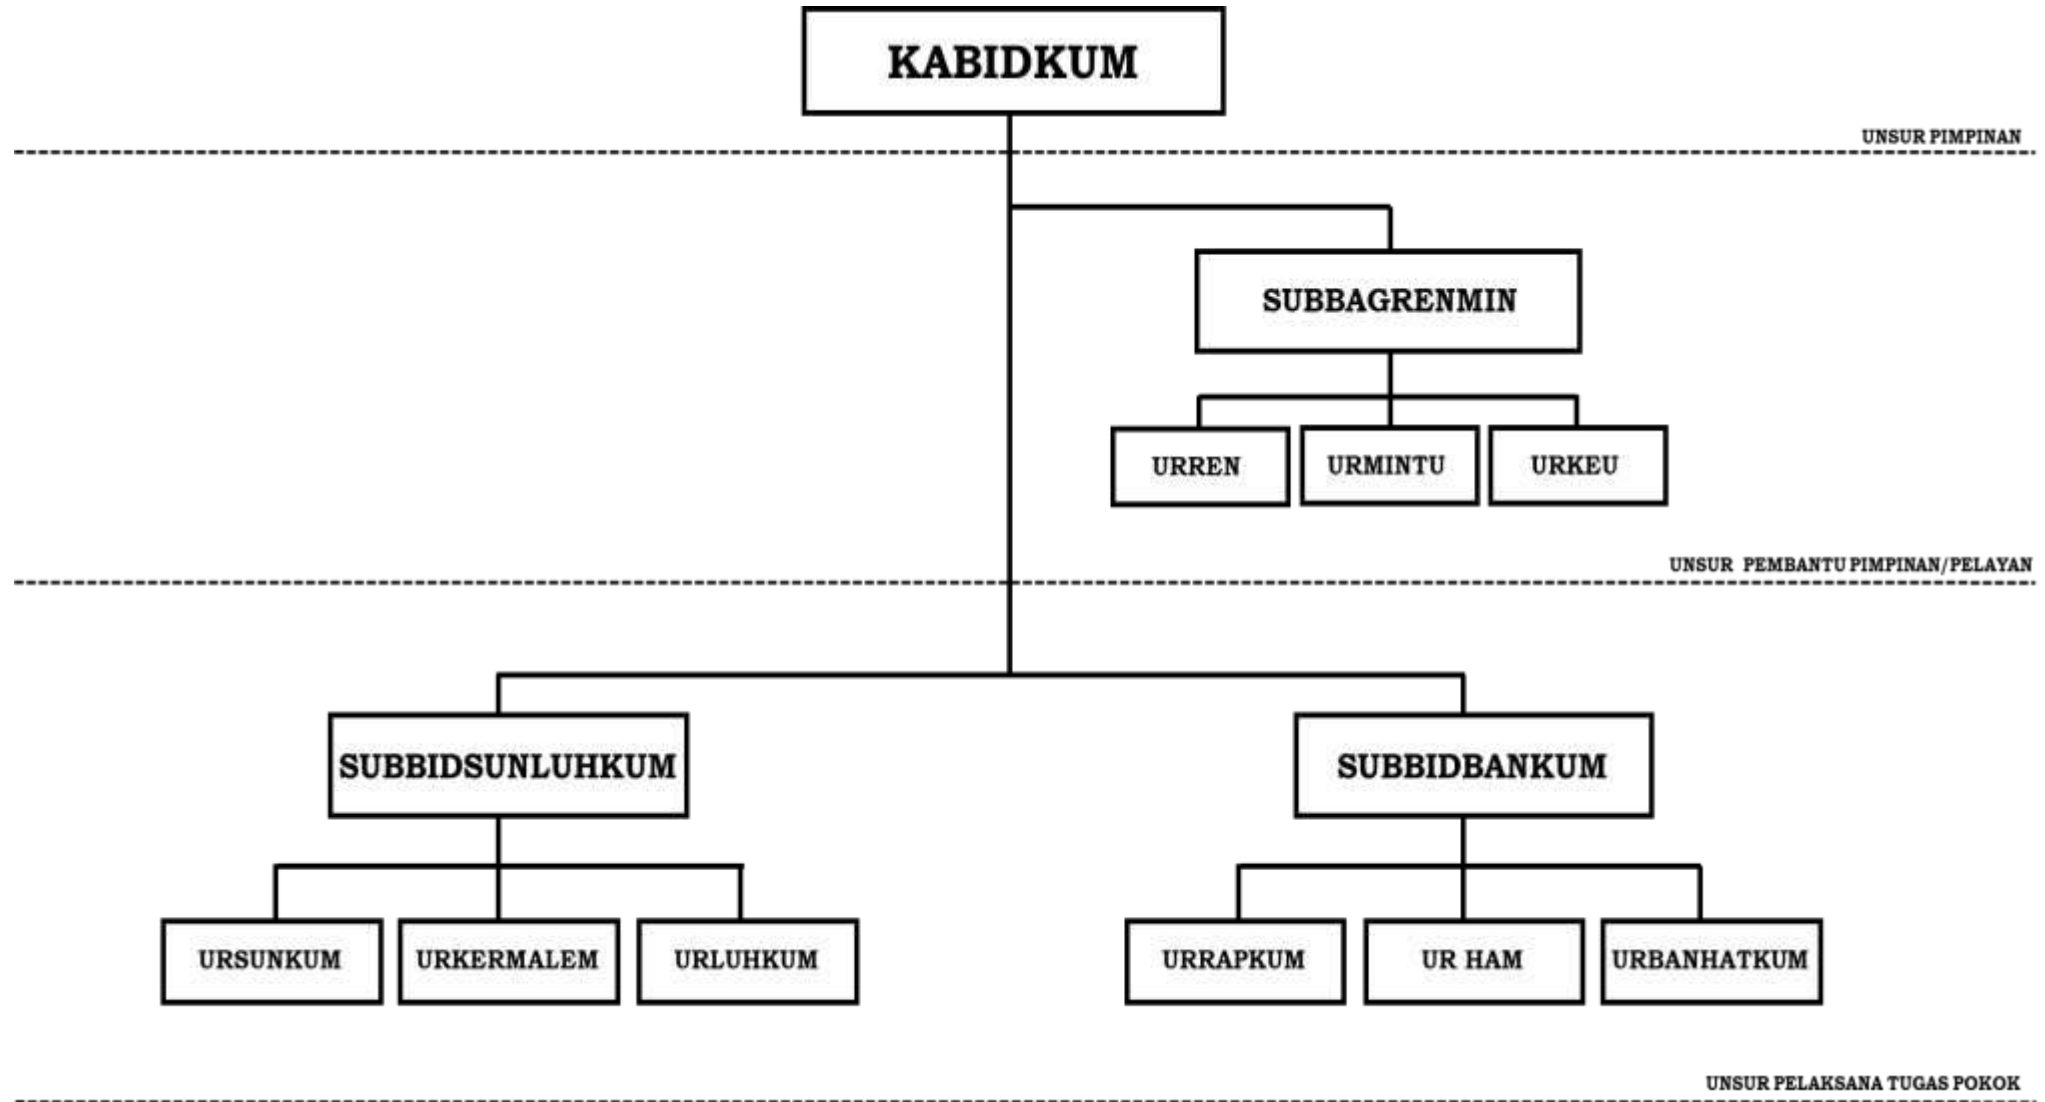 KABIDKUM
UNSUR PIMPINAN
SUBBAGRENMIN
URREN
URMINTU
URKEU
UNSUR PEMBANTU PIMPINAN/PELAYAN
SUBBIDSUNLUHKUM
SUBBIDBANKUM
URSUNKUM
URKERMALEM
URLUHKUM
URRAPKUM
UR HAM
URBANHATKUM
UNSUR PELAKSANA TUGAS POKOK